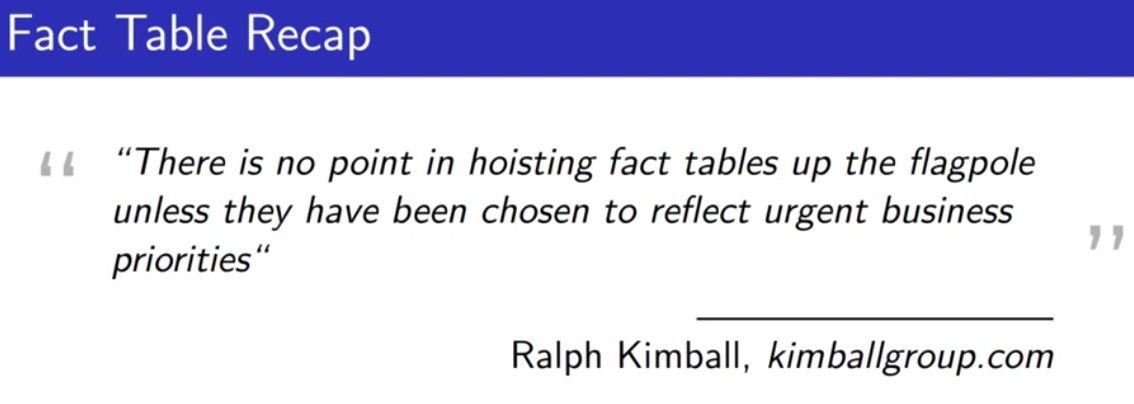 Fact Table Recap
“ “There is no point in hoisting fact tables up the flagpole
unless they have been chosen to reflect urgent business
priorities“ ”
Ralph Kimball, kimballgroup.com